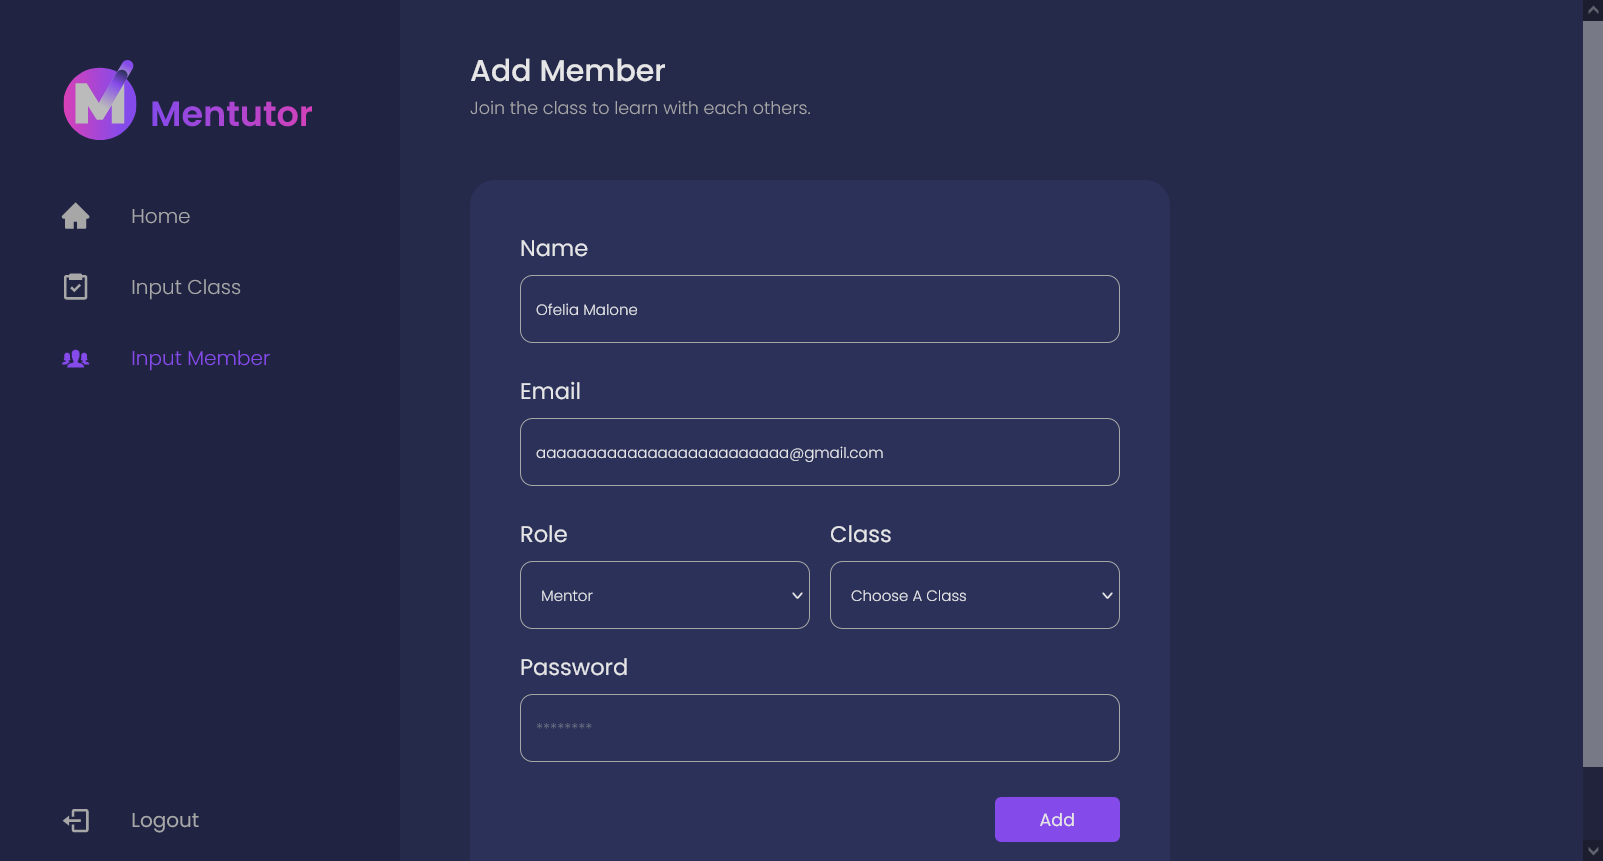 Mentutor
Home
Input Class
Input Member
Logout
Add Member
Join the class to learn with each others.
Name
Ofelia Malone
Email
aaaaaaaaaaaaaaaaaaaaaaaaa@gmail.com
Role
Class
Mentor
Choose A Class
Password
********
Add